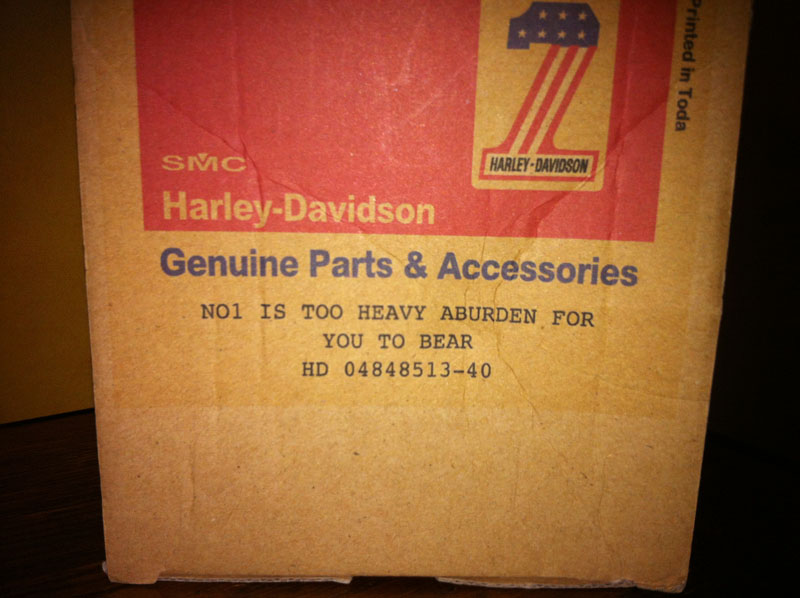 HARLEY-DAVIDSON
Printed in Toda
SMC
Harley-Davidson
Genuine Parts & Accessories
NO1 IS TOO HEAVY ABURDEN FOR
YOU TO BEAR
HD 04848513-40